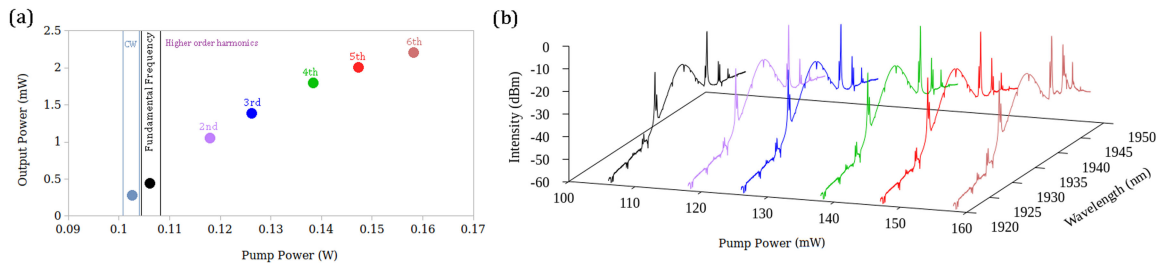 (a)
2.5
2
1.5
1
0.5
0
Output Power (mW)
CW
Fundamental Frequency
Higher order harmonics
2nd
3rd
4th
5th
6th
0.09
0.1
0.11
0.12
0.13
0.14
0.15
0.16
0.17
Pump Power (W)
(b)
0
-10
-20
-30
-40
-50
-60
Intensity (dBm)
100
110
120
130
140
150
160
Pump Power (mW)
1920
1925
1930
1935
1940
1945
1950
Wavelength (nm)